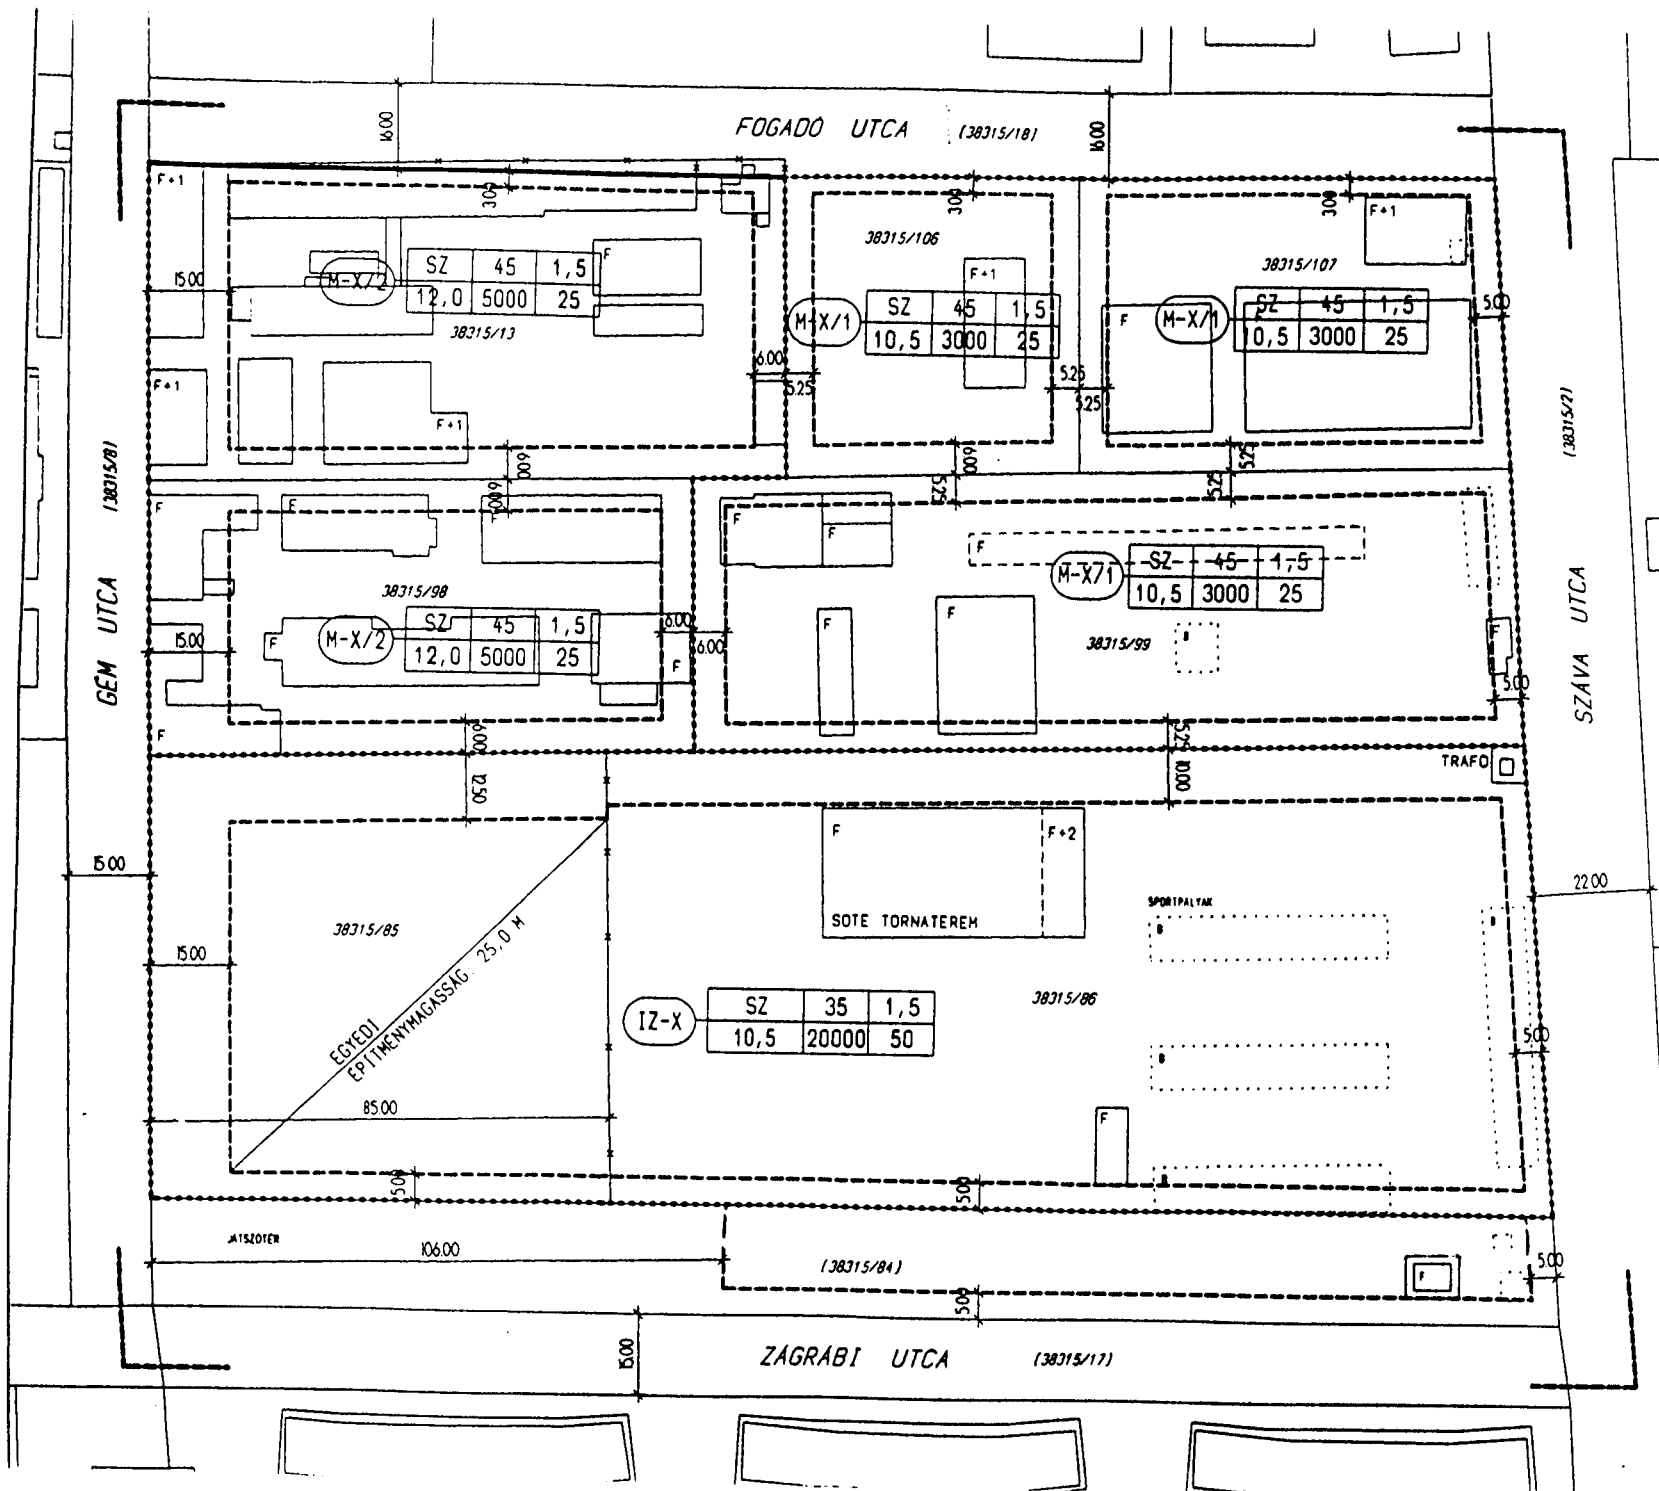 FOGADÓ UTCA (38315/18)
16.00
16.00
F+1
3.00
3.00
3.00
F+1
38315/106
38315/107
F
F+1
M-X/2
SZ 45 1,5
12,0 5000 25
15.00
38315/13
M-X/1
SZ 45 1,5
10,5 3000 25
F
M-X/1
SZ 45 1,5
10,5 3000 25
F
5.00
6.00
5.25
5.25
5.25
F+1
F+1
(38315/8)
GÉM UTCA
(38315/2)
SZÁVA UTCA
6.00
6.00
6.00
5.25
5.25
5.25
F
F
F
F
F
F
38315/98
M-X/2
SZ 45 1,5
12,0 5000 25
15.00
F
F
F
6.00
6.00
M-X/1
SZ 45 1,5
10,5 3000 25
38315/99
F
F
F
5.00
6.00
12.50
5.25
10.00
TRAFÓ
F
F+2
SOTE TORNATEREM
15.00
22.00
38315/85
15.00
EGYEDI
ÉPÍTMÉNYMAGASSÁG: 25,0 M
SPORTPÁLYÁK
38315/86
IZ-X
SZ 35 1,5
10,5 20000 50
5.00
85.00
F
5.00
5.00
JÁTSZÓTÉR
106.00
(38315/84)
F
5.00
5.00
15.00
ZÁGRÁBI UTCA (38315/17)